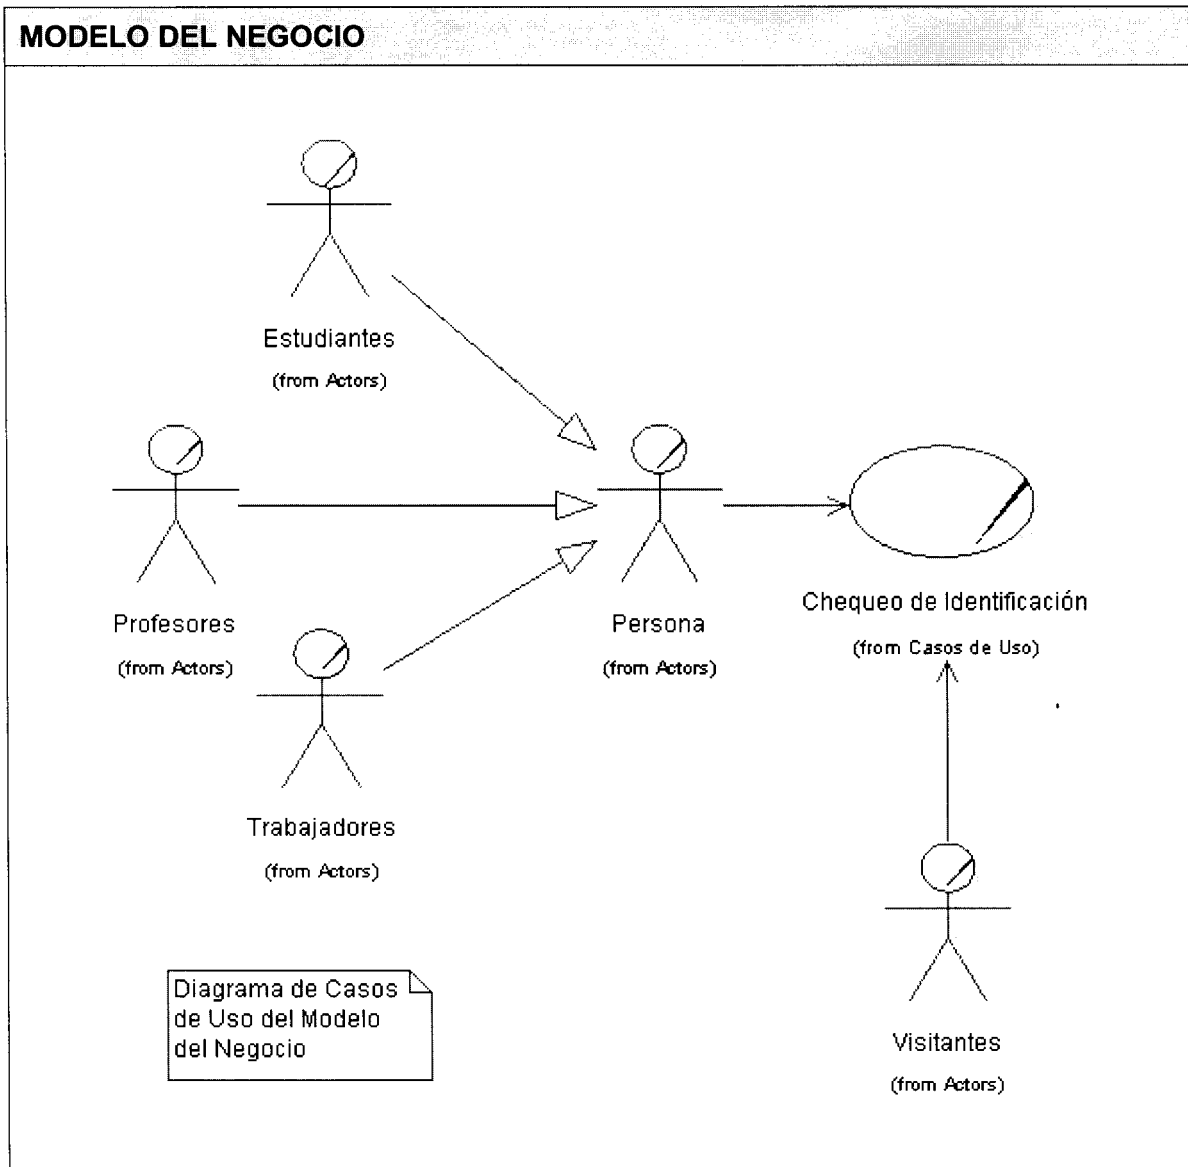 MODELO DEL NEGOCIO
Estudiantes
(from Actors)
Profesores
(from Actors)
Persona
(from Actors)
Chequeo de Identificación
(from Casos de Uso)
Trabajadores
(from Actors)
Diagrama de Casos
de Uso del Modelo
del Negocio
Visitantes
(from Actors)